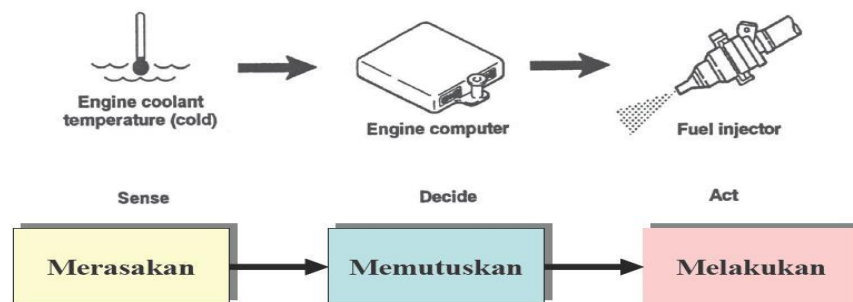 Engine coolant
temperature (cold)
Engine computer
Fuel injector
Sense
Decide
Act
Merasakan
Memutuskan
Melakukan